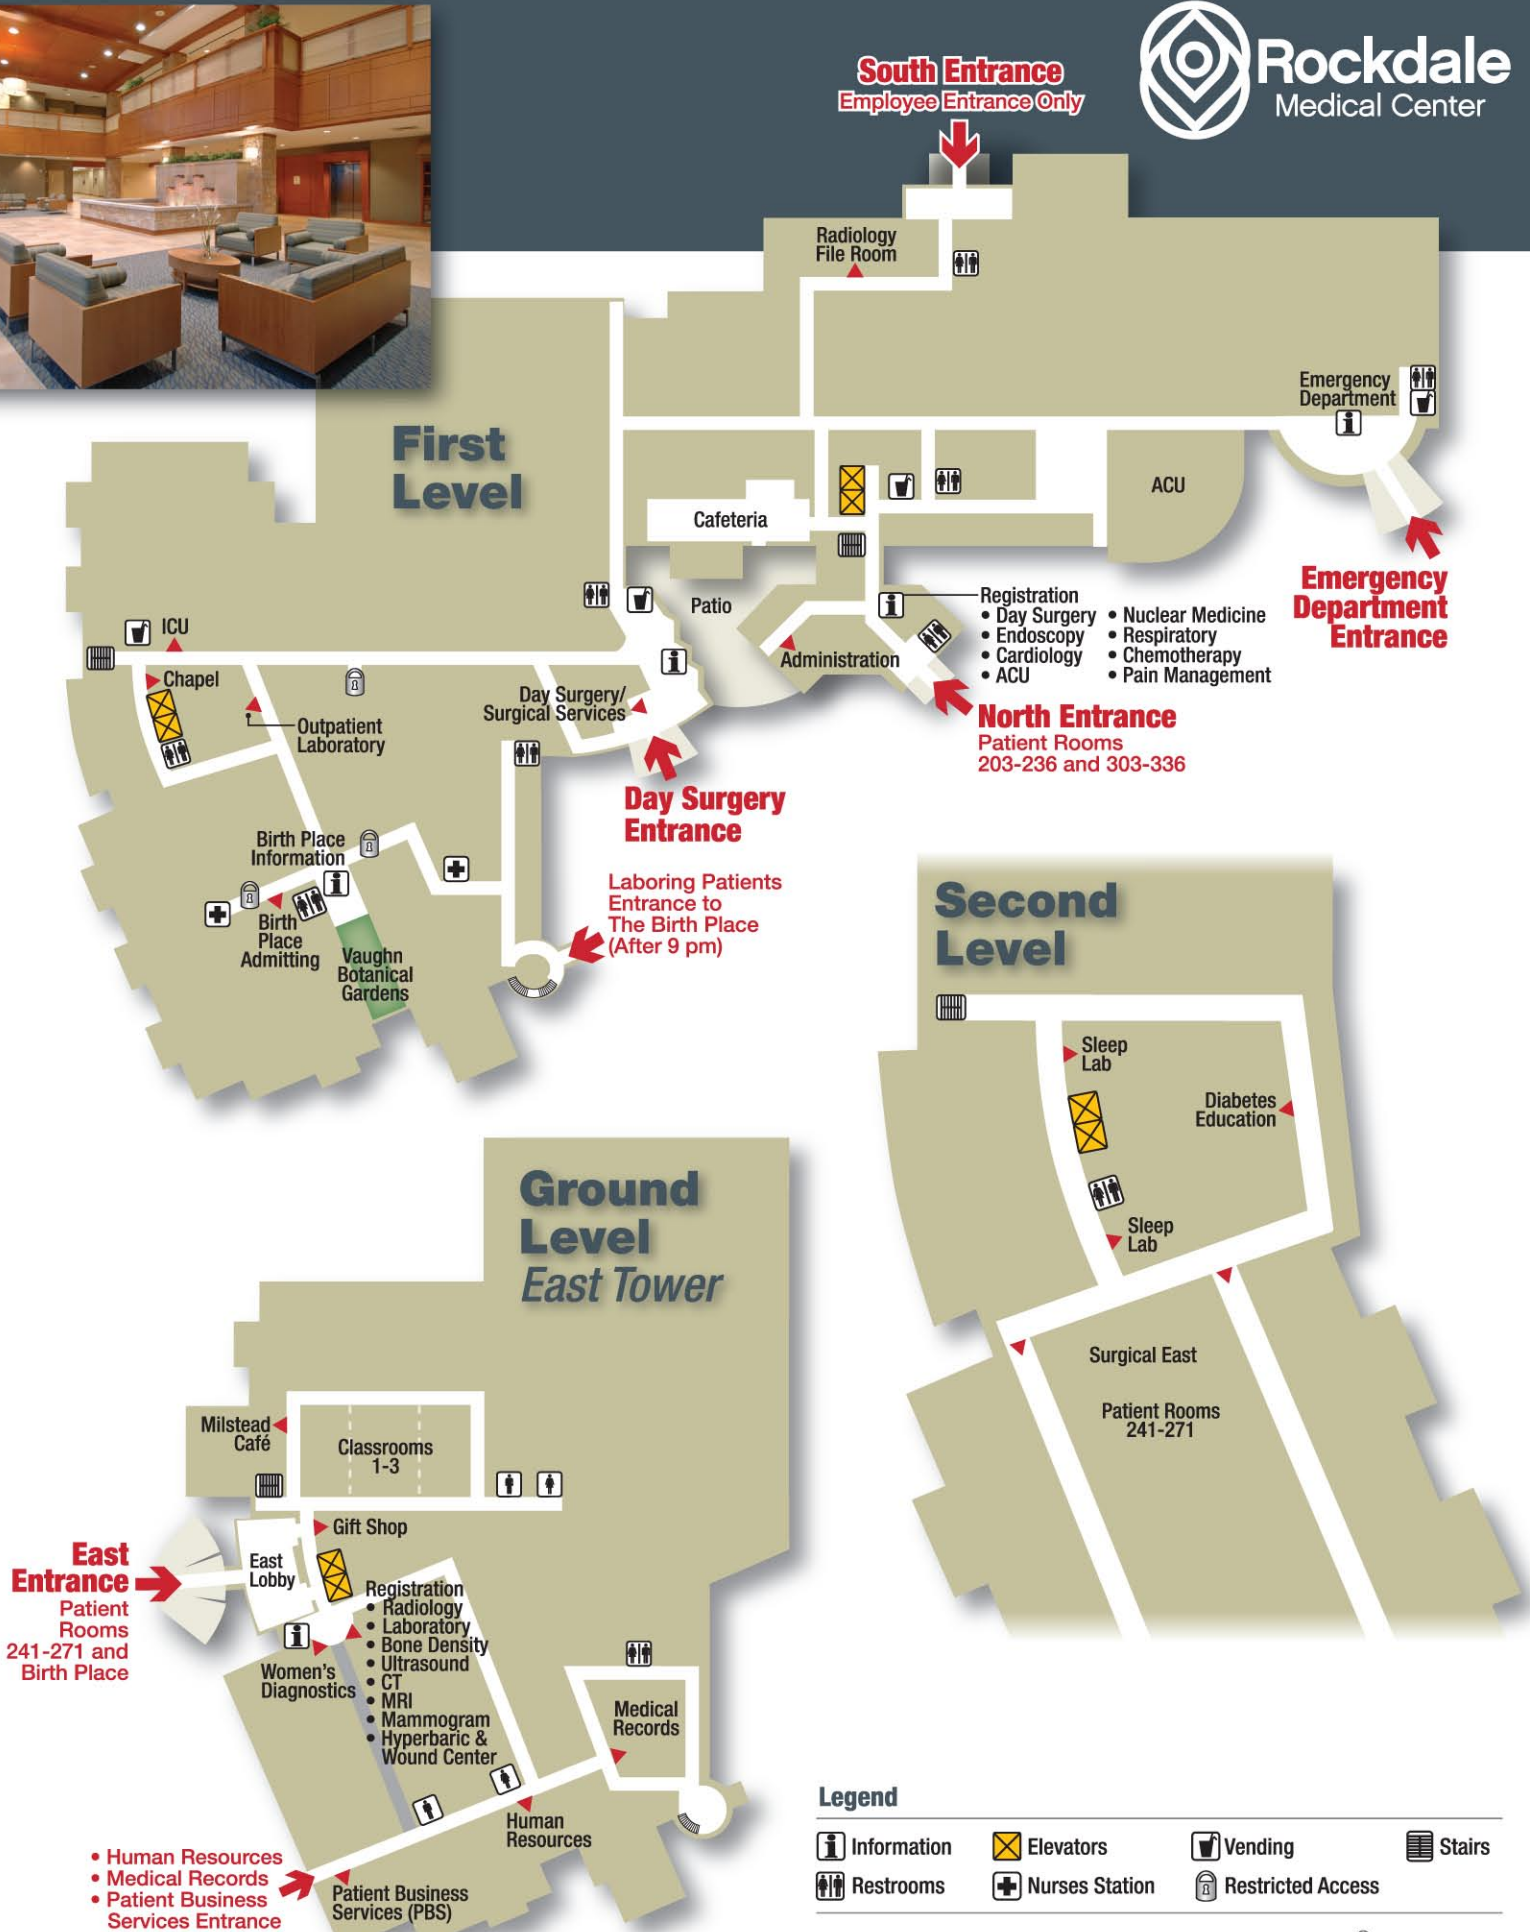 Rockdale
Medical Center
South Entrance
Employee Entrance Only
Radiology
File Room
Emergency
Department
First
Level
ACU
Cafeteria
Patio
Emergency
Department
Entrance
Registration
• Day Surgery
• Endoscopy
• Cardiology
• ACU
• Nuclear Medicine
• Respiratory
• Chemotherapy
• Pain Management
Administration
North Entrance
Patient Rooms
203-236 and 303-336
ICU
Chapel
Outpatient
Laboratory
Day Surgery/
Surgical Services
Day Surgery
Entrance
Birth Place
Information
Birth
Place
Admitting
Vaughn
Botanical
Gardens
Laboring Patients
Entrance to
The Birth Place
(After 9 pm)
Second
Level
Sleep
Lab
Diabetes
Education
Sleep
Lab
Surgical East
Patient Rooms
241-271
Ground
Level
East Tower
Milstead
Café
Classrooms
1-3
Gift Shop
East
Lobby
East
Entrance
Patient
Rooms
241-271 and
Birth Place
Registration
• Radiology
• Laboratory
• Bone Density
• Ultrasound
• CT
• MRI
• Mammogram
• Hyperbaric &
Wound Center
Women's
Diagnostics
Medical
Records
Human
Resources
Patient Business
Services (PBS)
• Human Resources
• Medical Records
• Patient Business
Services Entrance
Legend
Information
Elevators
Vending
Stairs
Restrooms
Nurses Station
Restricted Access